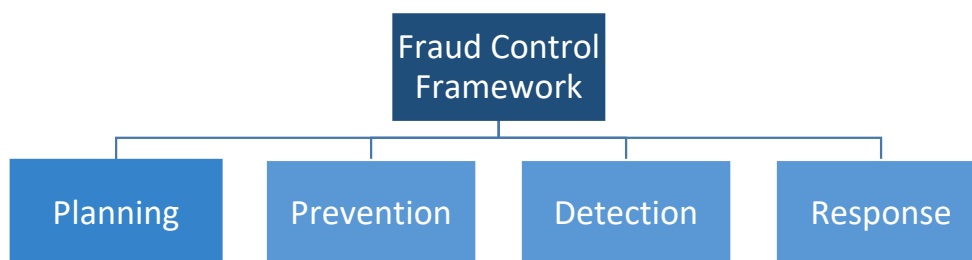 Fraud Control
Framework
Planning
Prevention
Detection
Response